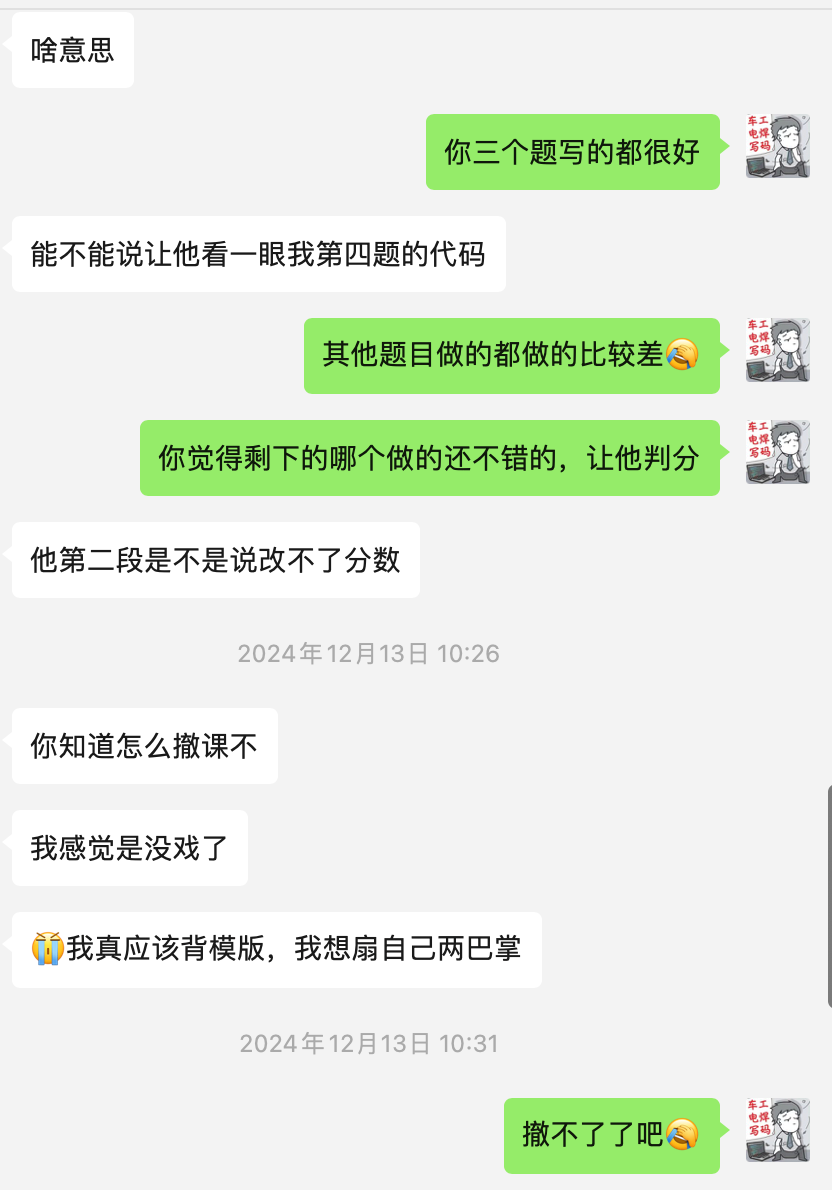 啥意思
车工
电焊
写码
你三个题写的都很好
能不能说让他看一眼我第四题的代码
车工
电焊
写码
其他题目做的都做的比较差🤣
车工
电焊
写码
你觉得剩下的哪个做的还不错的，让他判分
他第二段是不是说改不了分数
2024年12月13日 10:26
你知道怎么撤课不
我感觉是没戏了
😭我真应该背模版，我想扇自己两巴掌
2024年12月13日 10:31
车工
电焊
写码
撤不了了吧🤣